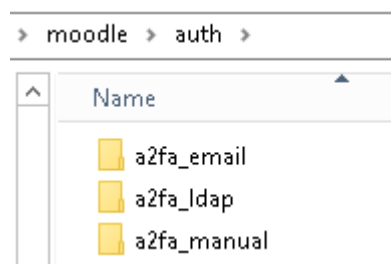 > moodle > auth >
Name
a2fa_email
a2fa_ldap
a2fa_manual